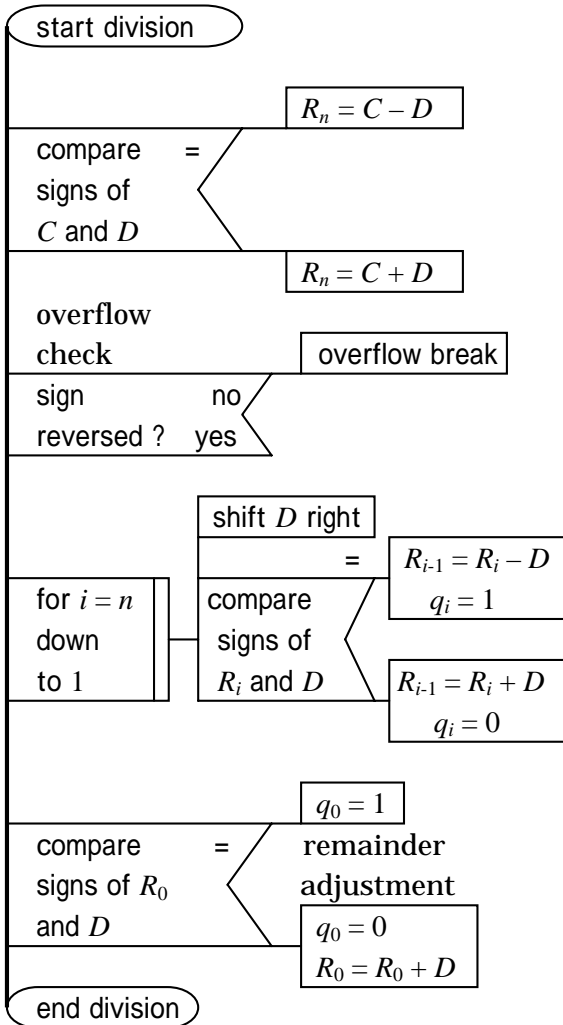 start division
R_n = C – D
compare =
signs of
C and D
R_n = C + D
overflow
check
overflow break
sign no
reversed ? yes
shift D right
=
R_{i-1} = R_i – D
q_i = 1
for i = n
down
to 1
compare
signs of
R_i and D
R_{i-1} = R_i + D
q_i = 0
q_0 = 1
compare =
signs of R_0
and D
remainder
adjustment
q_0 = 0
R_0 = R_0 + D
end division